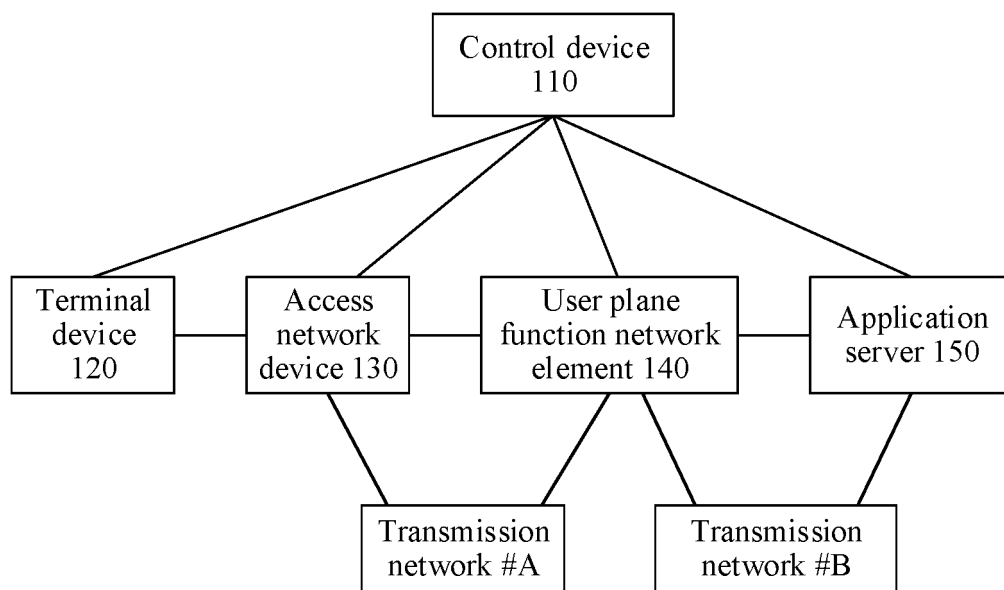 Control device
110
Terminal
device
120
Access
network
device 130
User plane
function network
element 140
Application
server 150
Transmission
network #A
Transmission
network #B